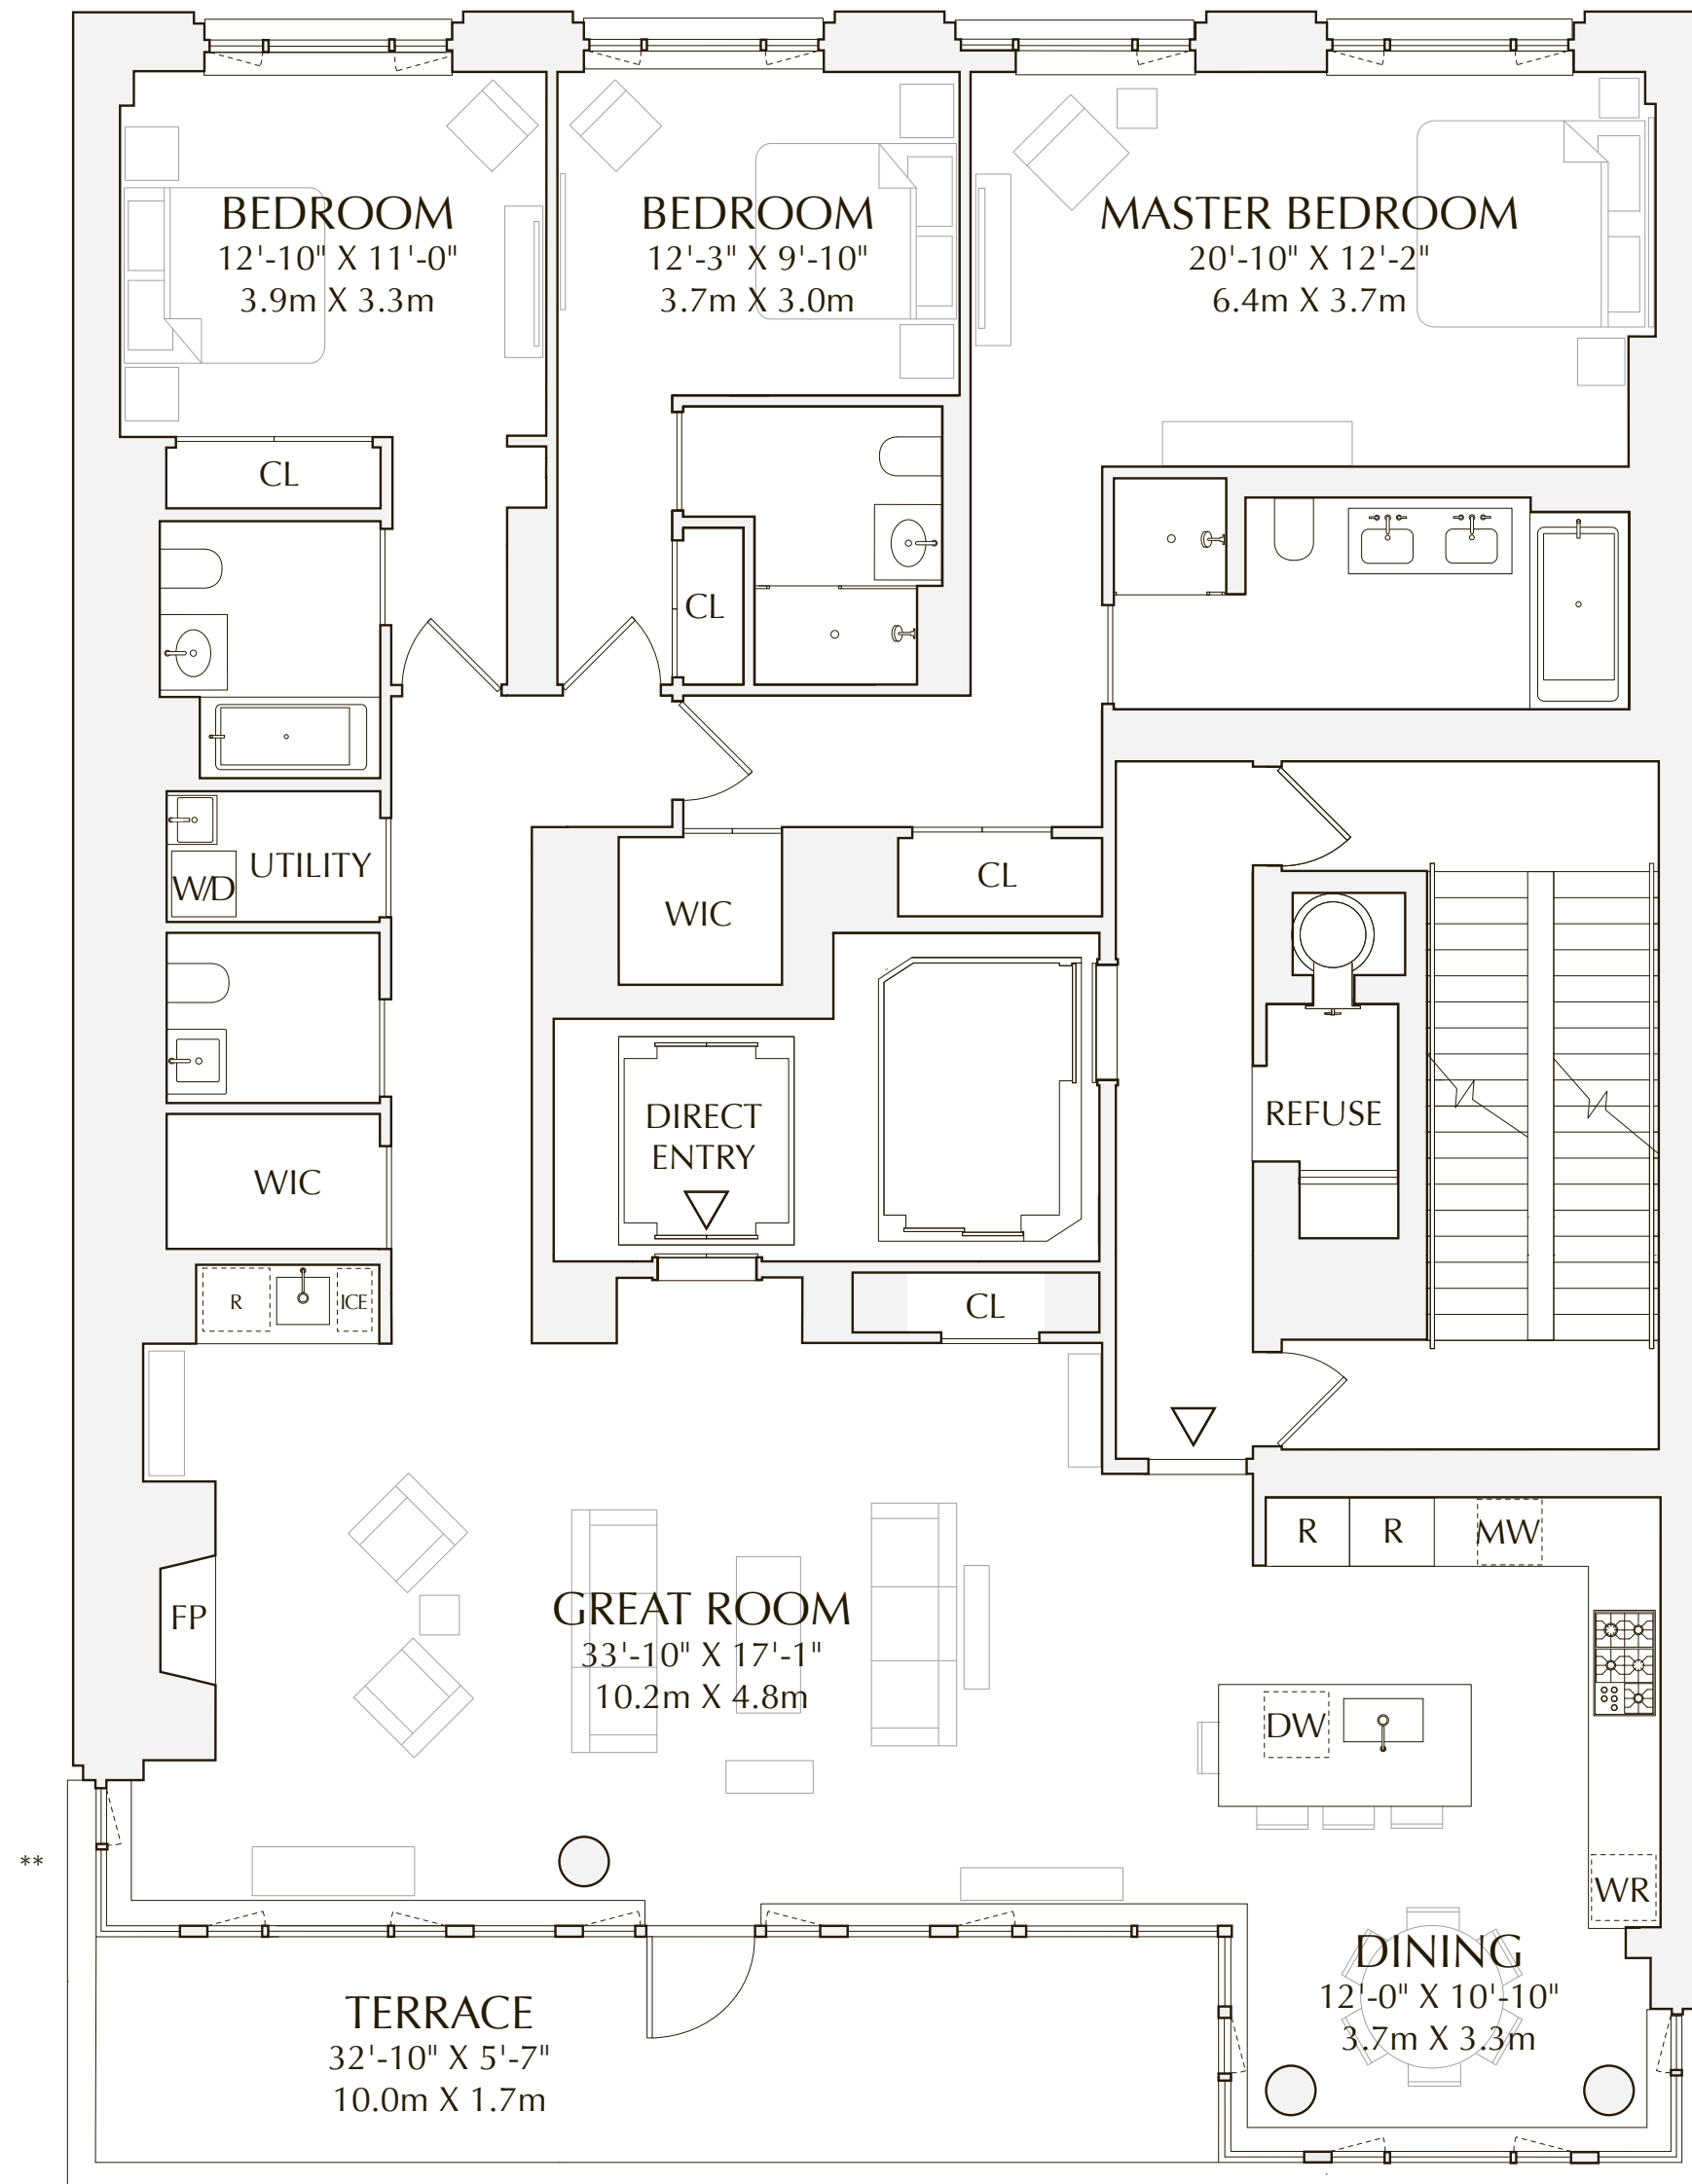 BEDROOM
12'-10" X 11'-0"
3.9m X 3.3m
BEDROOM
12'-3" X 9'-10"
3.7m X 3.0m
MASTER BEDROOM
20'-10" X 12'-2"
6.4m X 3.7m
CL
CL
UTILITY
W/D
CL
WIC
DIRECT
ENTRY
REFUSE
WIC
R
ICE
CL
R
R
MW
FP
GREAT ROOM
33'-10" X 17'-1"
10.2m X 4.8m
DW
**
WR
DINING
12'-0" X 10'-10"
3.7m X 3.3m
TERRACE
32'-10" X 5'-7"
10.0m X 1.7m